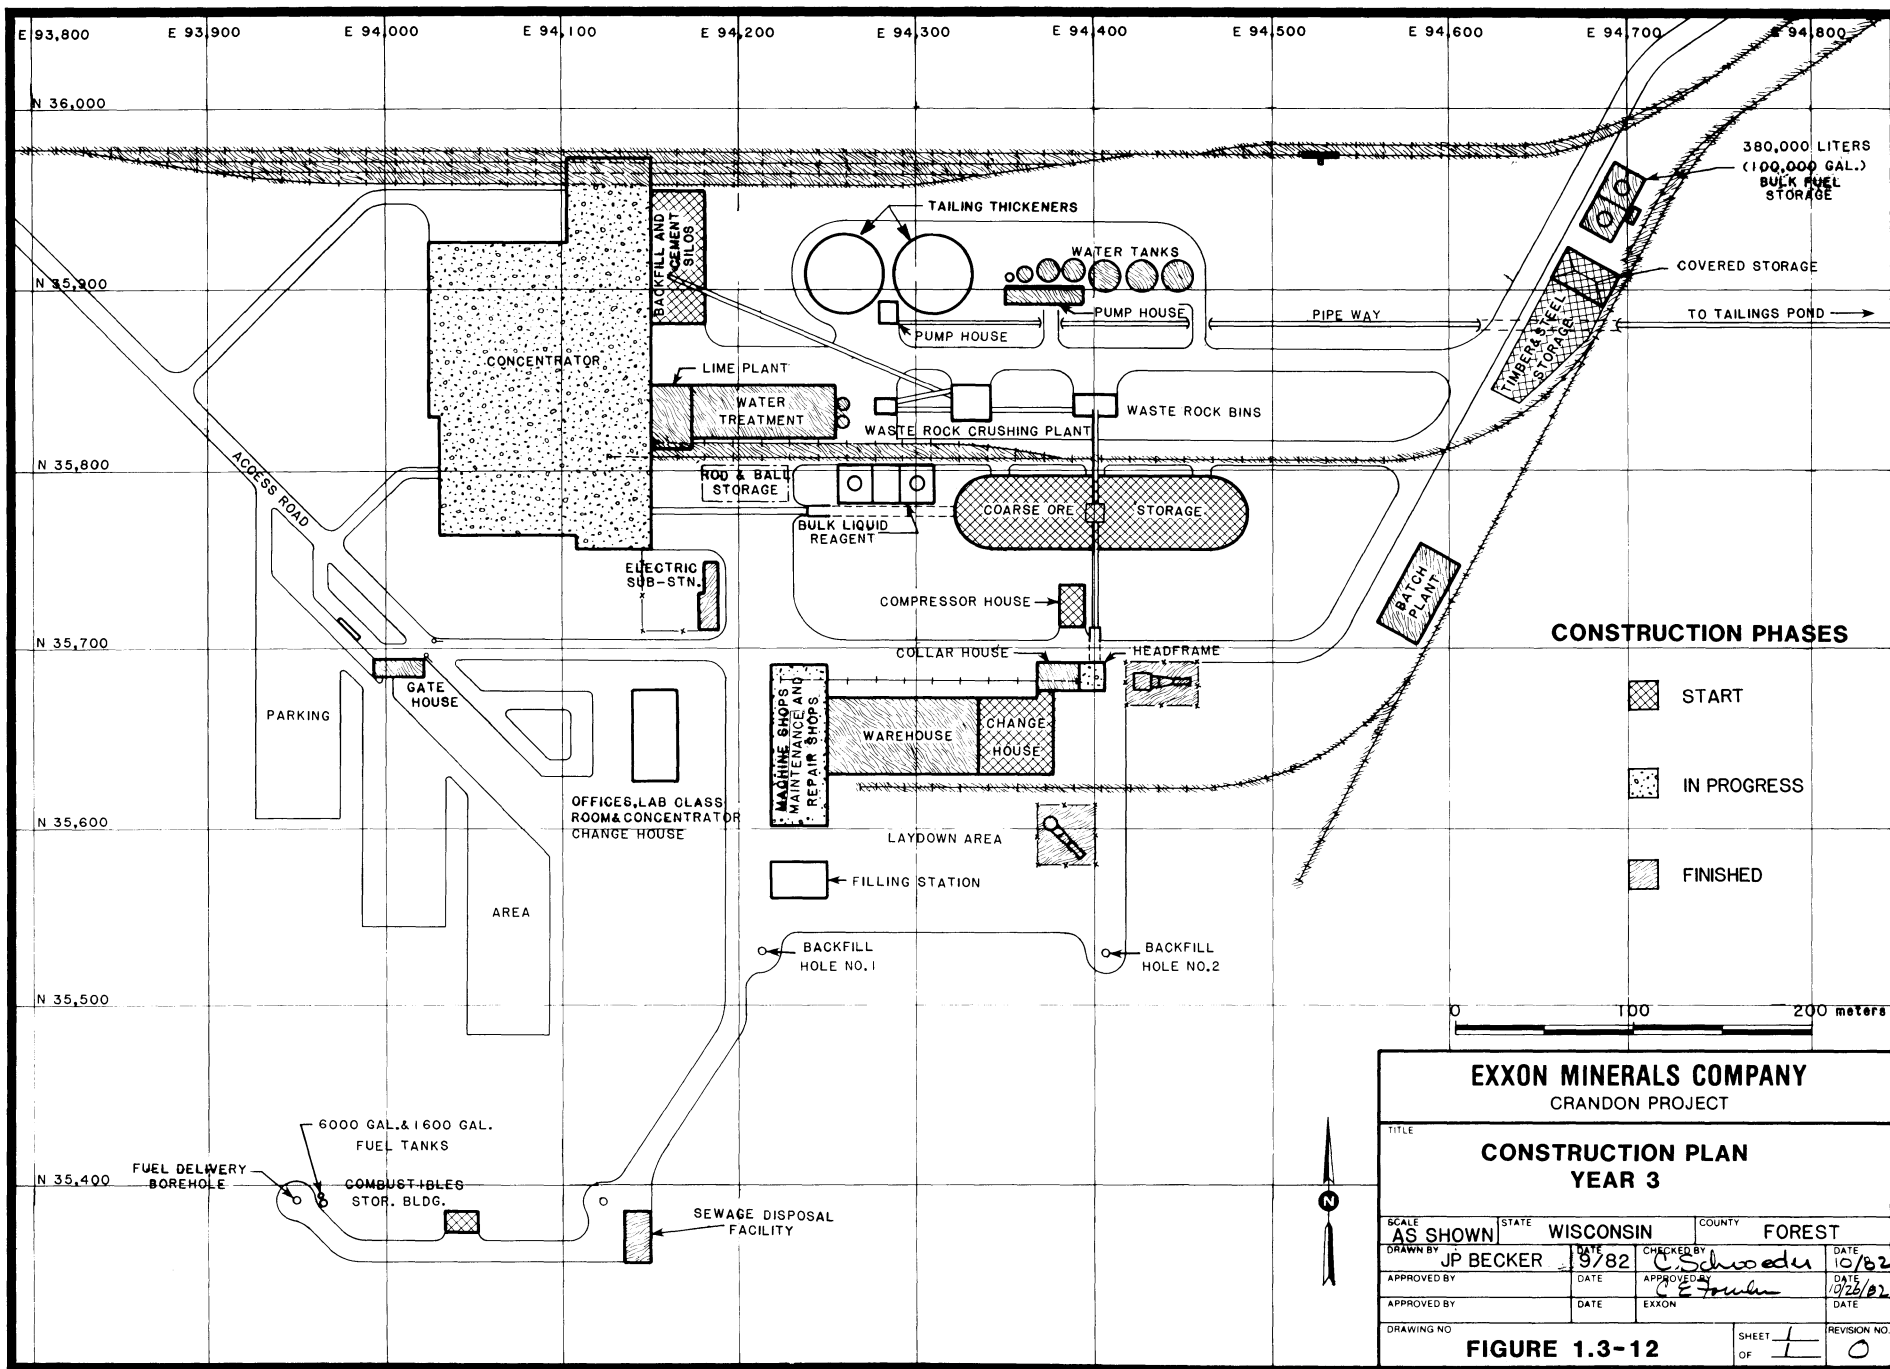 E 93,800
E 93,900
E 94,000
E 94,100
E 94,200
E 94,300
E 94,400
E 94,500
E 94,600
E 94,700
E 94,800
N 36,000
N 35,900
N 35,800
N 35,700
N 35,600
N 35,500
N 35,400
380,000 LITERS
(100,000 GAL.)
BULK FUEL
STORAGE
TAILING THICKENERS
WATER TANKS
COVERED STORAGE
BACKFILL AND
CEMENT
SILOS
PUMP HOUSE
PUMP HOUSE
PIPE WAY
TO TAILINGS POND
TIMBER & STEEL
STORAGE
CONCENTRATOR
LIME PLANT
WATER
TREATMENT
WASTE ROCK BINS
WASTE ROCK CRUSHING PLANT
ACCESS ROAD
ROD & BALL
STORAGE
BULK LIQUID
REAGENT
COARSE ORE
STORAGE
ELECTRIC
SUB-STN.
COMPRESSOR HOUSE
BATCH
PLANT
COLLAR HOUSE
HEADFRAME
GATE
HOUSE
PARKING
MACHINE SHOPS
MAINTENANCE AND
REPAIR SHOPS
WAREHOUSE
CHANGE
HOUSE
OFFICES, LAB CLASS
ROOM & CONCENTRATOR
CHANGE HOUSE
LAYDOWN AREA
FILLING STATION
AREA
BACKFILL
HOLE NO.1
BACKFILL
HOLE NO.2
6000 GAL. & 1600 GAL.
FUEL TANKS
FUEL DELIVERY
BOREHOLE
COMBUSTIBLES
STOR. BLDG.
SEWAGE DISPOSAL
FACILITY
CONSTRUCTION PHASES
START
IN PROGRESS
FINISHED
0 100 200 meters
N
EXXON MINERALS COMPANY
CRANDON PROJECT
TITLE
CONSTRUCTION PLAN
YEAR 3
SCALE AS SHOWN STATE WISCONSIN COUNTY FOREST
DRAWN BY JP BECKER DATE 9/82 CHECKED BY C. Schroeder DATE 10/82
APPROVED BY DATE APPROVED BY C E Fowler DATE 10/26/82
APPROVED BY DATE EXXON DATE
DRAWING NO FIGURE 1.3-12 SHEET 1 OF 1 REVISION NO. 0